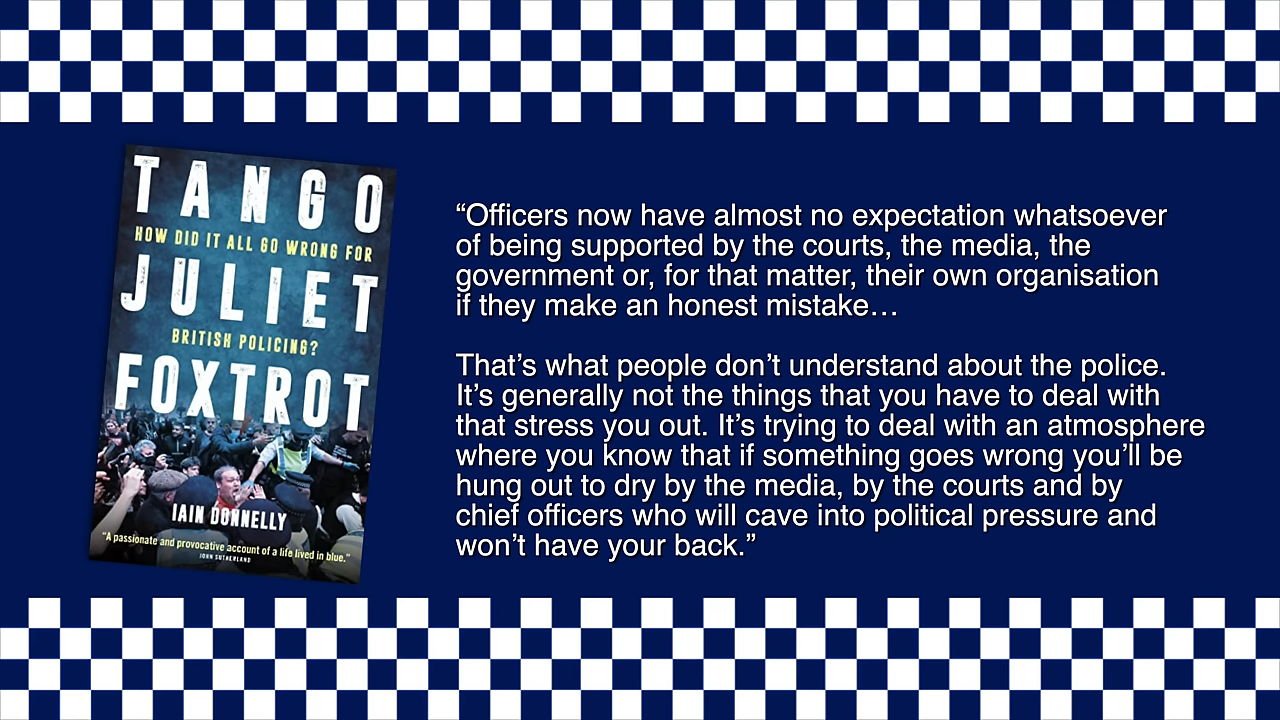 TANGO
HOW DID IT ALL GO WRONG FOR
JULIET
BRITISH POLICING?
FOXTROT
IAIN DONNELLY
“A passionate and provocative account of a life lived in blue.”
JOHN SUTHERLAND
“Officers now have almost no expectation whatsoever
of being supported by the courts, the media, the
government or, for that matter, their own organisation
if they make an honest mistake…
That’s what people don’t understand about the police.
It’s generally not the things that you have to deal with
that stress you out. It’s trying to deal with an atmosphere
where you know that if something goes wrong you’ll be
hung out to dry by the media, by the courts and by
chief officers who will cave into political pressure and
won’t have your back.”